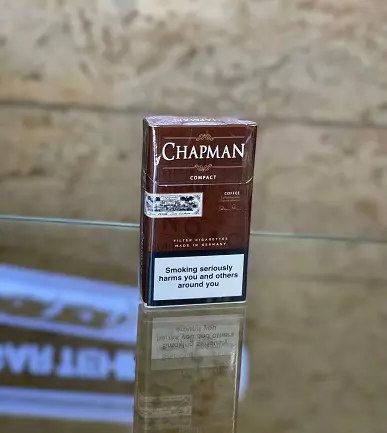 CHAPMAN
COMPACT
COFFEE
FILTER CIGARETTES
MADE IN GERMANY
Smoking seriously
harms you and others
around you